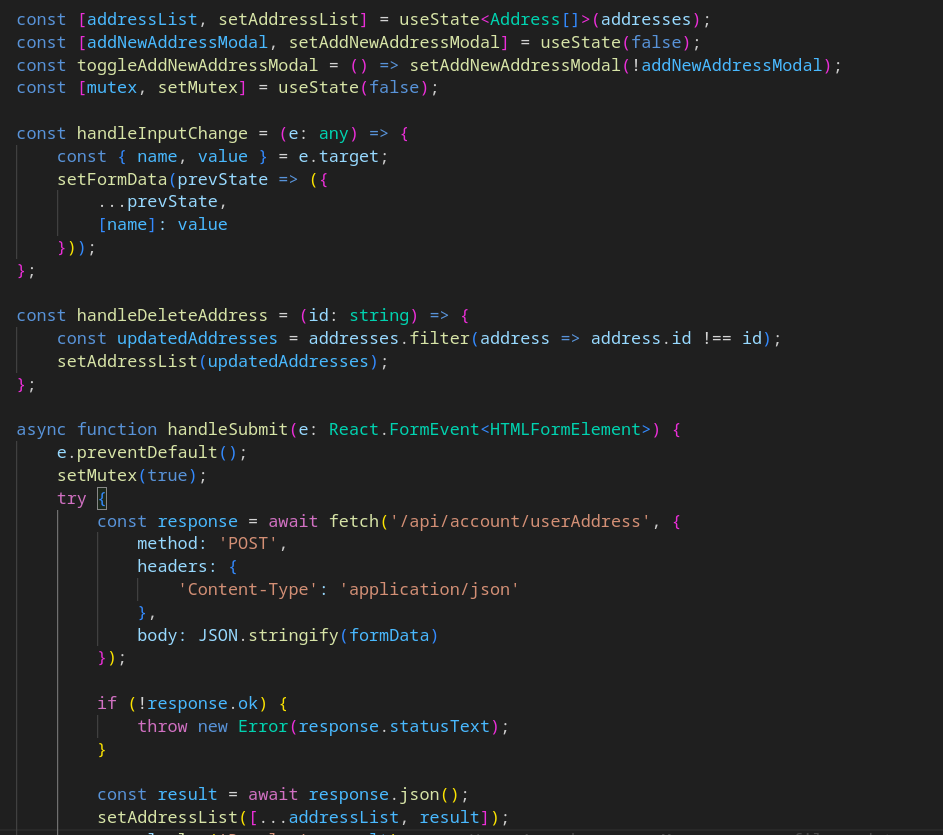 const [addressList, setAddressList] = useState<Address[]>(addresses);
const [addNewAddressModal, setAddNewAddressModal] = useState(false);
const toggleAddNewAddressModal = () => setAddNewAddressModal(!addNewAddressModal);
const [mutex, setMutex] = useState(false);

const handleInputChange = (e: any) => {
    const { name, value } = e.target;
    setFormData(prevState => ({
        ...prevState,
        [name]: value
    }));
};

const handleDeleteAddress = (id: string) => {
    const updatedAddresses = addresses.filter(address => address.id !== id);
    setAddressList(updatedAddresses);
};

async function handleSubmit(e: React.FormEvent<HTMLFormElement>) {
    e.preventDefault();
    setMutex(true);
    try {
        const response = await fetch('/api/account/userAddress', {
            method: 'POST',
            headers: {
                'Content-Type': 'application/json'
            },
            body: JSON.stringify(formData)
        });

        if (!response.ok) {
            throw new Error(response.statusText);
        }

        const result = await response.json();
        setAddressList([...addressList, result]);